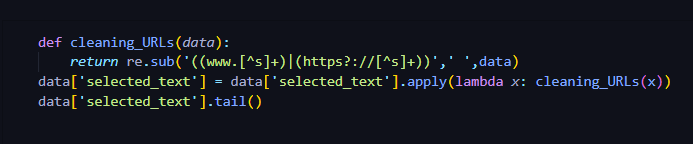 def cleaning_URLs(data):
    return re.sub('((www.[^s]+)|(https?://[^s]+))',' ',data)
data['selected_text'] = data['selected_text'].apply(lambda x: cleaning_URLs(x))
data['selected_text'].tail()